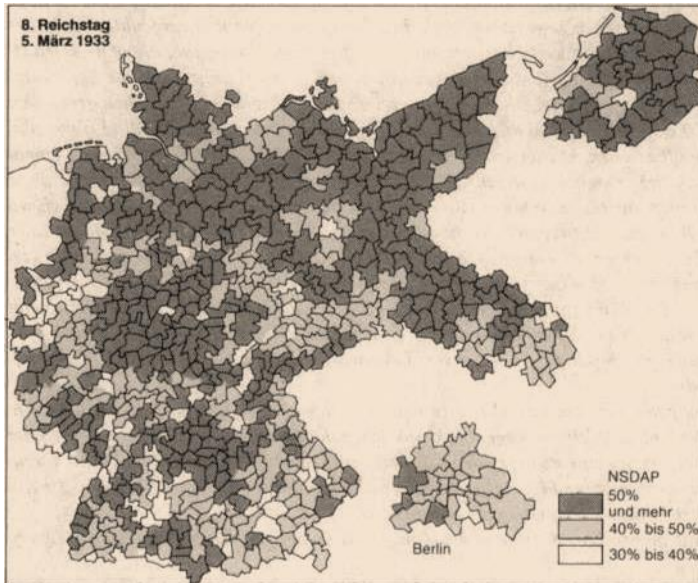 8. Reichstag
5. März 1933
NSDAP
50%
und mehr
40% bis 50%
30% bis 40%
Berlin